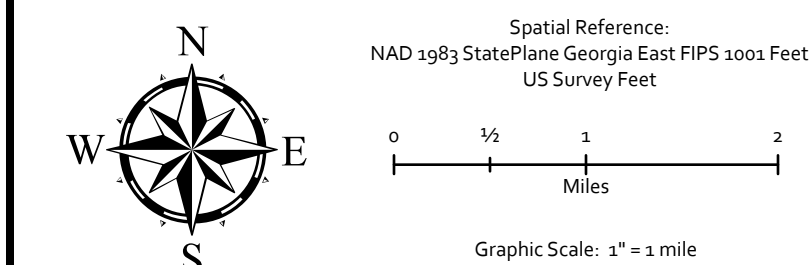 N
W
E
S
Spatial Reference:
NAD 1983 StatePlane Georgia East FIPS 1001 Feet
US Survey Feet
0 ½ 1 2
Miles
Graphic Scale: 1" = 1 mile